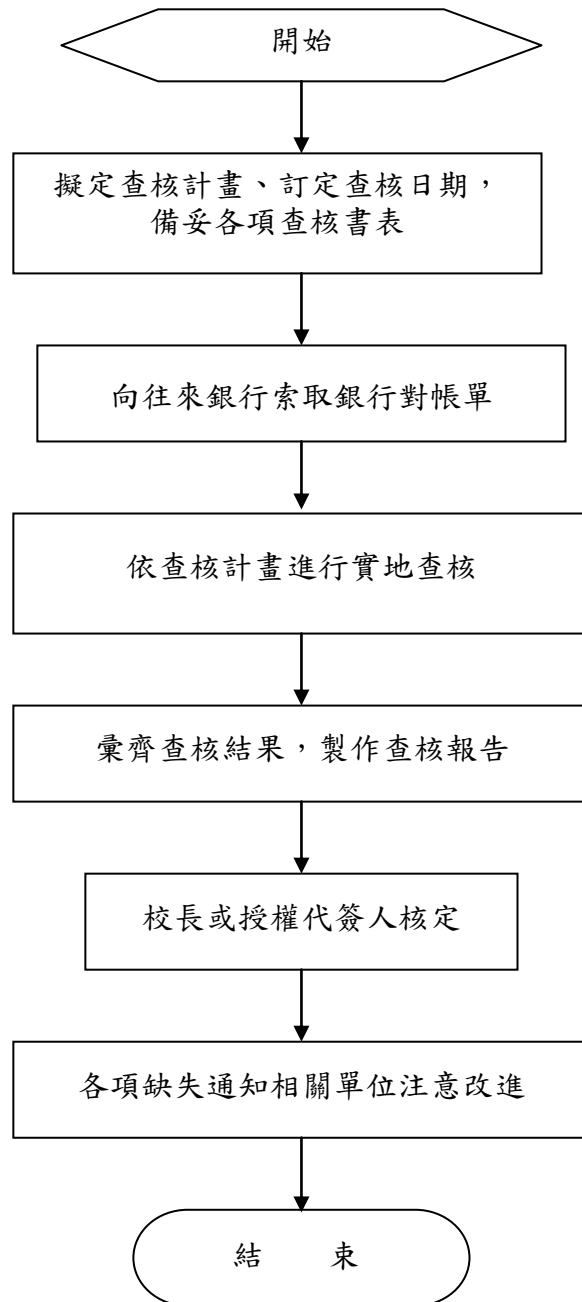 開始
擬定查核計畫、訂定查核日期，
備妥各項查核書表
向往來銀行索取銀行對帳單
依查核計畫進行實地查核
彙齊查核結果，製作查核報告
校長或授權代簽人核定
各項缺失通知相關單位注意改進
結　　束